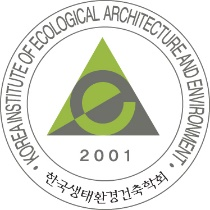 · KOREA INSTITUTE OF ECOLOGICAL ARCHITECTURE AND ENVIRONMENT ·
e
2001
한국생태환경건축학회